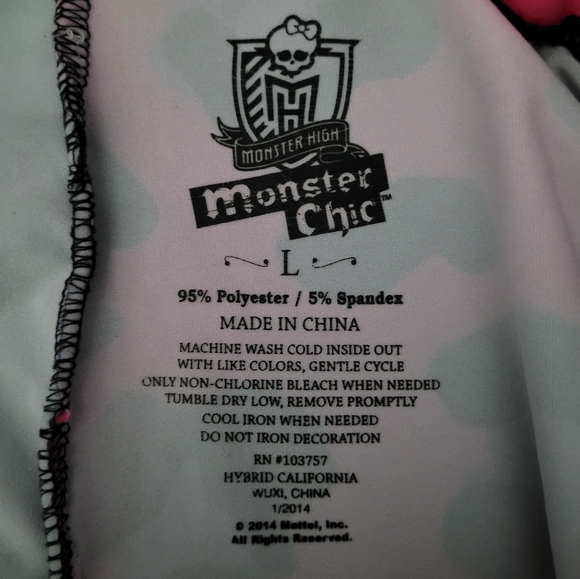 MONSTER HIGH
Monster
Chic™
L
95% Polyester / 5% Spandex
MADE IN CHINA
MACHINE WASH COLD INSIDE OUT
WITH LIKE COLORS, GENTLE CYCLE
ONLY NON-CHLORINE BLEACH WHEN NEEDED
TUMBLE DRY LOW, REMOVE PROMPTLY
COOL IRON WHEN NEEDED
DO NOT IRON DECORATION
RN #103757
HYBRID CALIFORNIA
WUXI, CHINA
1/2014
© 2014 Mattel, Inc.
All Rights Reserved.